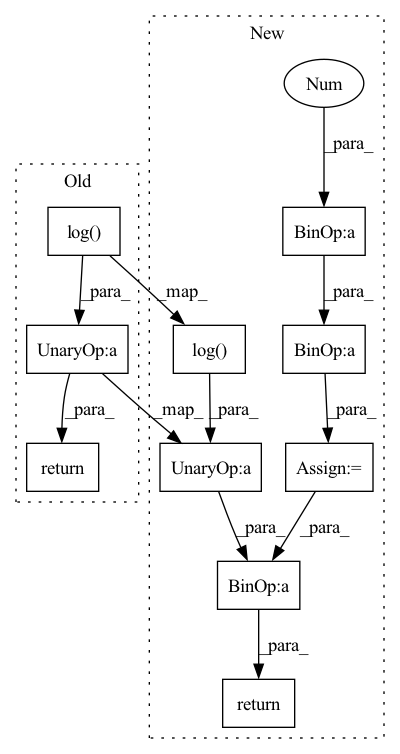 New
Num
_para_
Old
log()
BinOp:a
_para_
_map_
_para_
UnaryOp:a
log()
BinOp:a
_para_
_map_
_para_
_para_
return
UnaryOp:a
Assign:=
_para_
_para_
BinOp:a
_para_
return